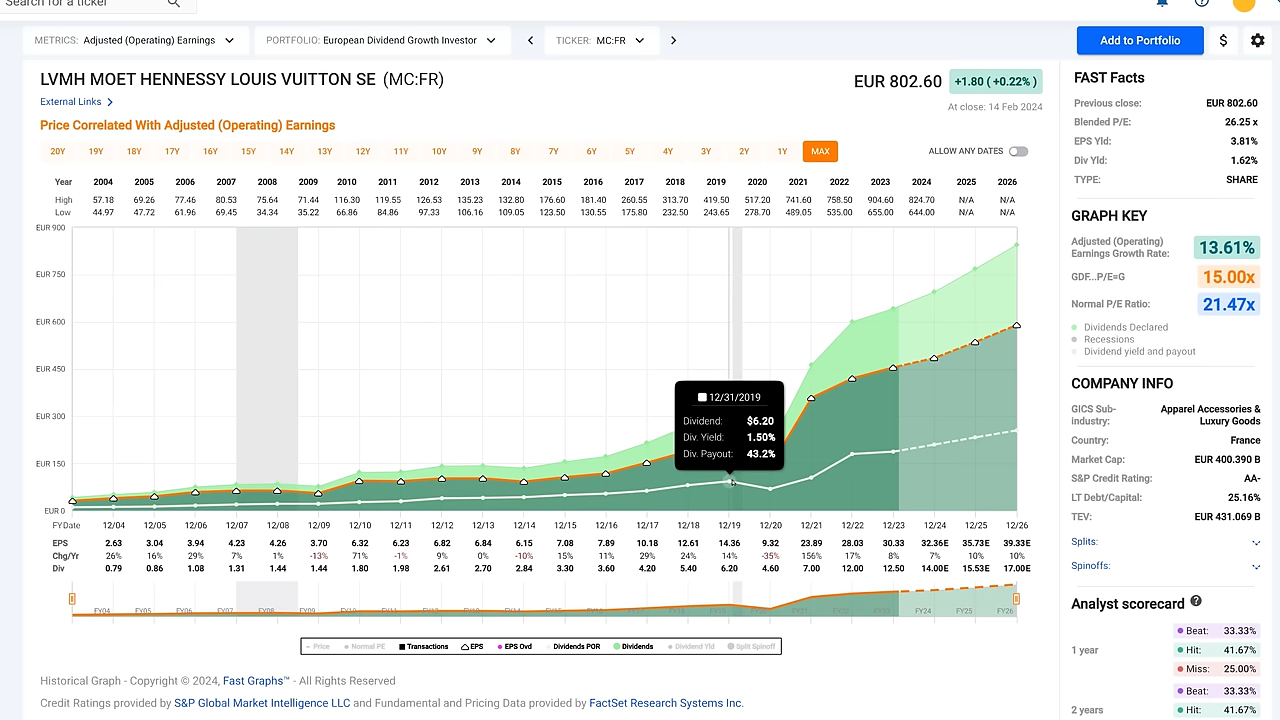 Search for a ticker
METRICS: Adjusted (Operating) Earnings
PORTFOLIO: European Dividend Growth Investor
TICKER: MC:FR
Add to Portfolio
$
LVMH MOET HENNESSY LOUIS VUITTON SE (MC:FR)
EUR 802.60
+1.80 ( +0.22% )
External Links
At close: 14 Feb 2024
Price Correlated With Adjusted (Operating) Earnings
20Y 19Y 18Y 17Y 16Y 15Y 14Y 13Y 12Y 11Y 10Y 9Y 8Y 7Y 6Y 5Y 4Y 3Y 2Y 1Y MAX
ALLOW ANY DATES
Year 2004 2005 2006 2007 2008 2009 2010 2011 2012 2013 2014 2015 2016 2017 2018 2019 2020 2021 2022 2023 2024 2025 2026
High 57.18 69.26 77.46 80.53 75.64 71.44 116.30 119.55 126.53 135.23 132.80 176.60 181.40 260.55 313.70 419.50 517.20 741.60 758.50 904.60 824.70 N/A N/A
Low 44.97 47.72 61.96 69.45 34.34 35.22 66.86 84.86 97.33 106.16 109.05 123.50 130.55 175.80 232.50 243.65 278.70 489.05 535.00 655.00 644.00 N/A N/A
EUR 900
EUR 750
EUR 600
EUR 450
EUR 300
EUR 150
EUR 0
12/31/2019
Dividend: $6.20
Div. Yield: 1.50%
Div. Payout: 43.2%
FYDate 12/04 12/05 12/06 12/07 12/08 12/09 12/10 12/11 12/12 12/13 12/14 12/15 12/16 12/17 12/18 12/19 12/20 12/21 12/22 12/23 12/24 12/25 12/26
EPS 2.63 3.04 3.94 4.23 4.26 3.70 6.32 6.23 6.82 6.84 6.15 7.08 7.89 10.18 12.61 14.36 9.32 23.89 28.03 30.33 32.36E 35.73E 39.33E
Chg/Yr 26% 16% 29% 7% 1% -13% 71% -1% 9% 0% -10% 15% 11% 29% 24% 14% -35% 156% 17% 8% 7% 10% 10%
Div 0.79 0.86 1.08 1.31 1.44 1.44 1.80 1.98 2.61 2.70 2.84 3.30 3.60 4.20 5.40 6.20 4.60 7.00 12.00 12.50 14.00E 15.53E 17.00E
FY04 FY05 FY06 FY07 FY08 FY09 FY10 FY11 FY12 FY13 FY14 FY15 FY16 FY17 FY18 FY19 FY20 FY21 FY22 FY23 FY24 FY25 FY26
Price Normal PE Transactions EPS EPS Ovd Dividends POR Dividends Dividend Yld Split Spinoff
Historical Graph - Copyright © 2024, Fast Graphs™ - All Rights Reserved
Credit Ratings provided by S&P Global Market Intelligence LLC and Fundamental and Pricing Data provided by FactSet Research Systems Inc.
FAST Facts
Previous close: EUR 802.60
Blended P/E: 26.25 x
EPS Yld: 3.81%
Div Yld: 1.62%
TYPE: SHARE
GRAPH KEY
Adjusted (Operating)
Earnings Growth Rate:
13.61%
GDF...P/E=G 15.00x
Normal P/E Ratio: 21.47x
Dividends Declared
Recessions
Dividend yield and payout
COMPANY INFO
GICS Sub-
industry:
Apparel Accessories &
Luxury Goods
Country: France
Market Cap: EUR 400.390 B
S&P Credit Rating: AA-
LT Debt/Capital: 25.16%
TEV: EUR 431.069 B
Splits:
Spinoffs:
Analyst scorecard
1 year
Beat: 33.33%
Hit: 41.67%
Miss: 25.00%
2 years
Beat: 33.33%
Hit: 41.67%